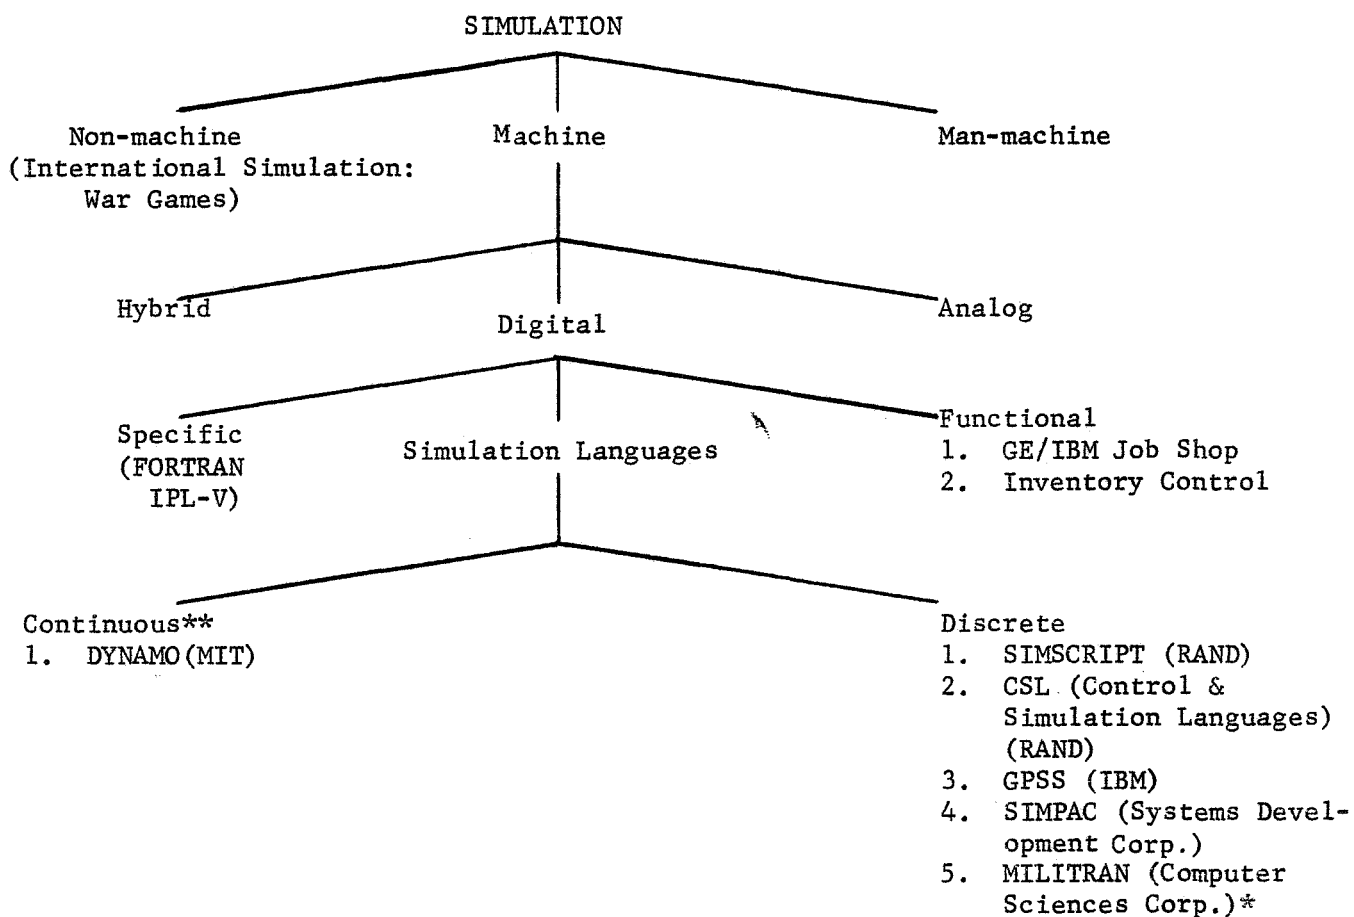 SIMULATION
Non-machine
(International Simulation:
War Games)
Machine
Man-machine
Hybrid
Digital
Analog
Specific
(FORTRAN
IPL-V)
Simulation Languages
Functional
1. GE/IBM Job Shop
2. Inventory Control
Continuous**
1. DYNAMO(MIT)
Discrete
1. SIMSCRIPT (RAND)
2. CSL (Control &
Simulation Languages)
(RAND)
3. GPSS (IBM)
4. SIMPAC (Systems Devel-
opment Corp.)
5. MILITRAN (Computer
Sciences Corp.)*